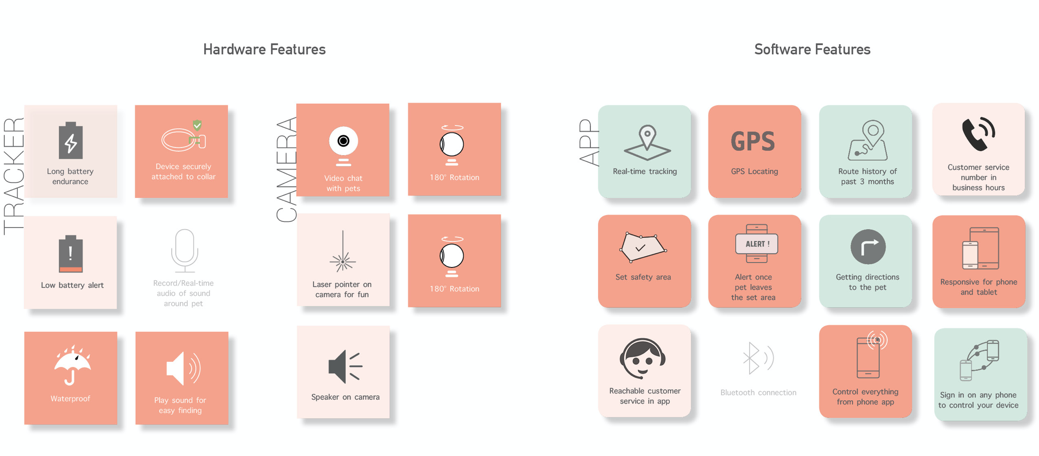 Hardware Features
Software Features
TRACKER
Long battery
endurance
Device securely
attached to collar
Low battery alert
Record/Real-time
audio of sound
around pet
Waterproof
Play sound for
easy finding
CAMERA
Video chat
with pets
180° Rotation
Laser pointer on
camera for fun
180° Rotation
Speaker on camera
APP
Real-time tracking
GPS
GPS Locating
Route history of
past 3 months
Customer service
number in
business hours
Set safety area
ALERT !
Alert once
pet leaves
the set area
Getting directions
to the pet
Responsive for phone
and tablet
Reachable customer
service in app
Bluetooth connection
Control everything
from phone app
Sign in on any phone
to control your device